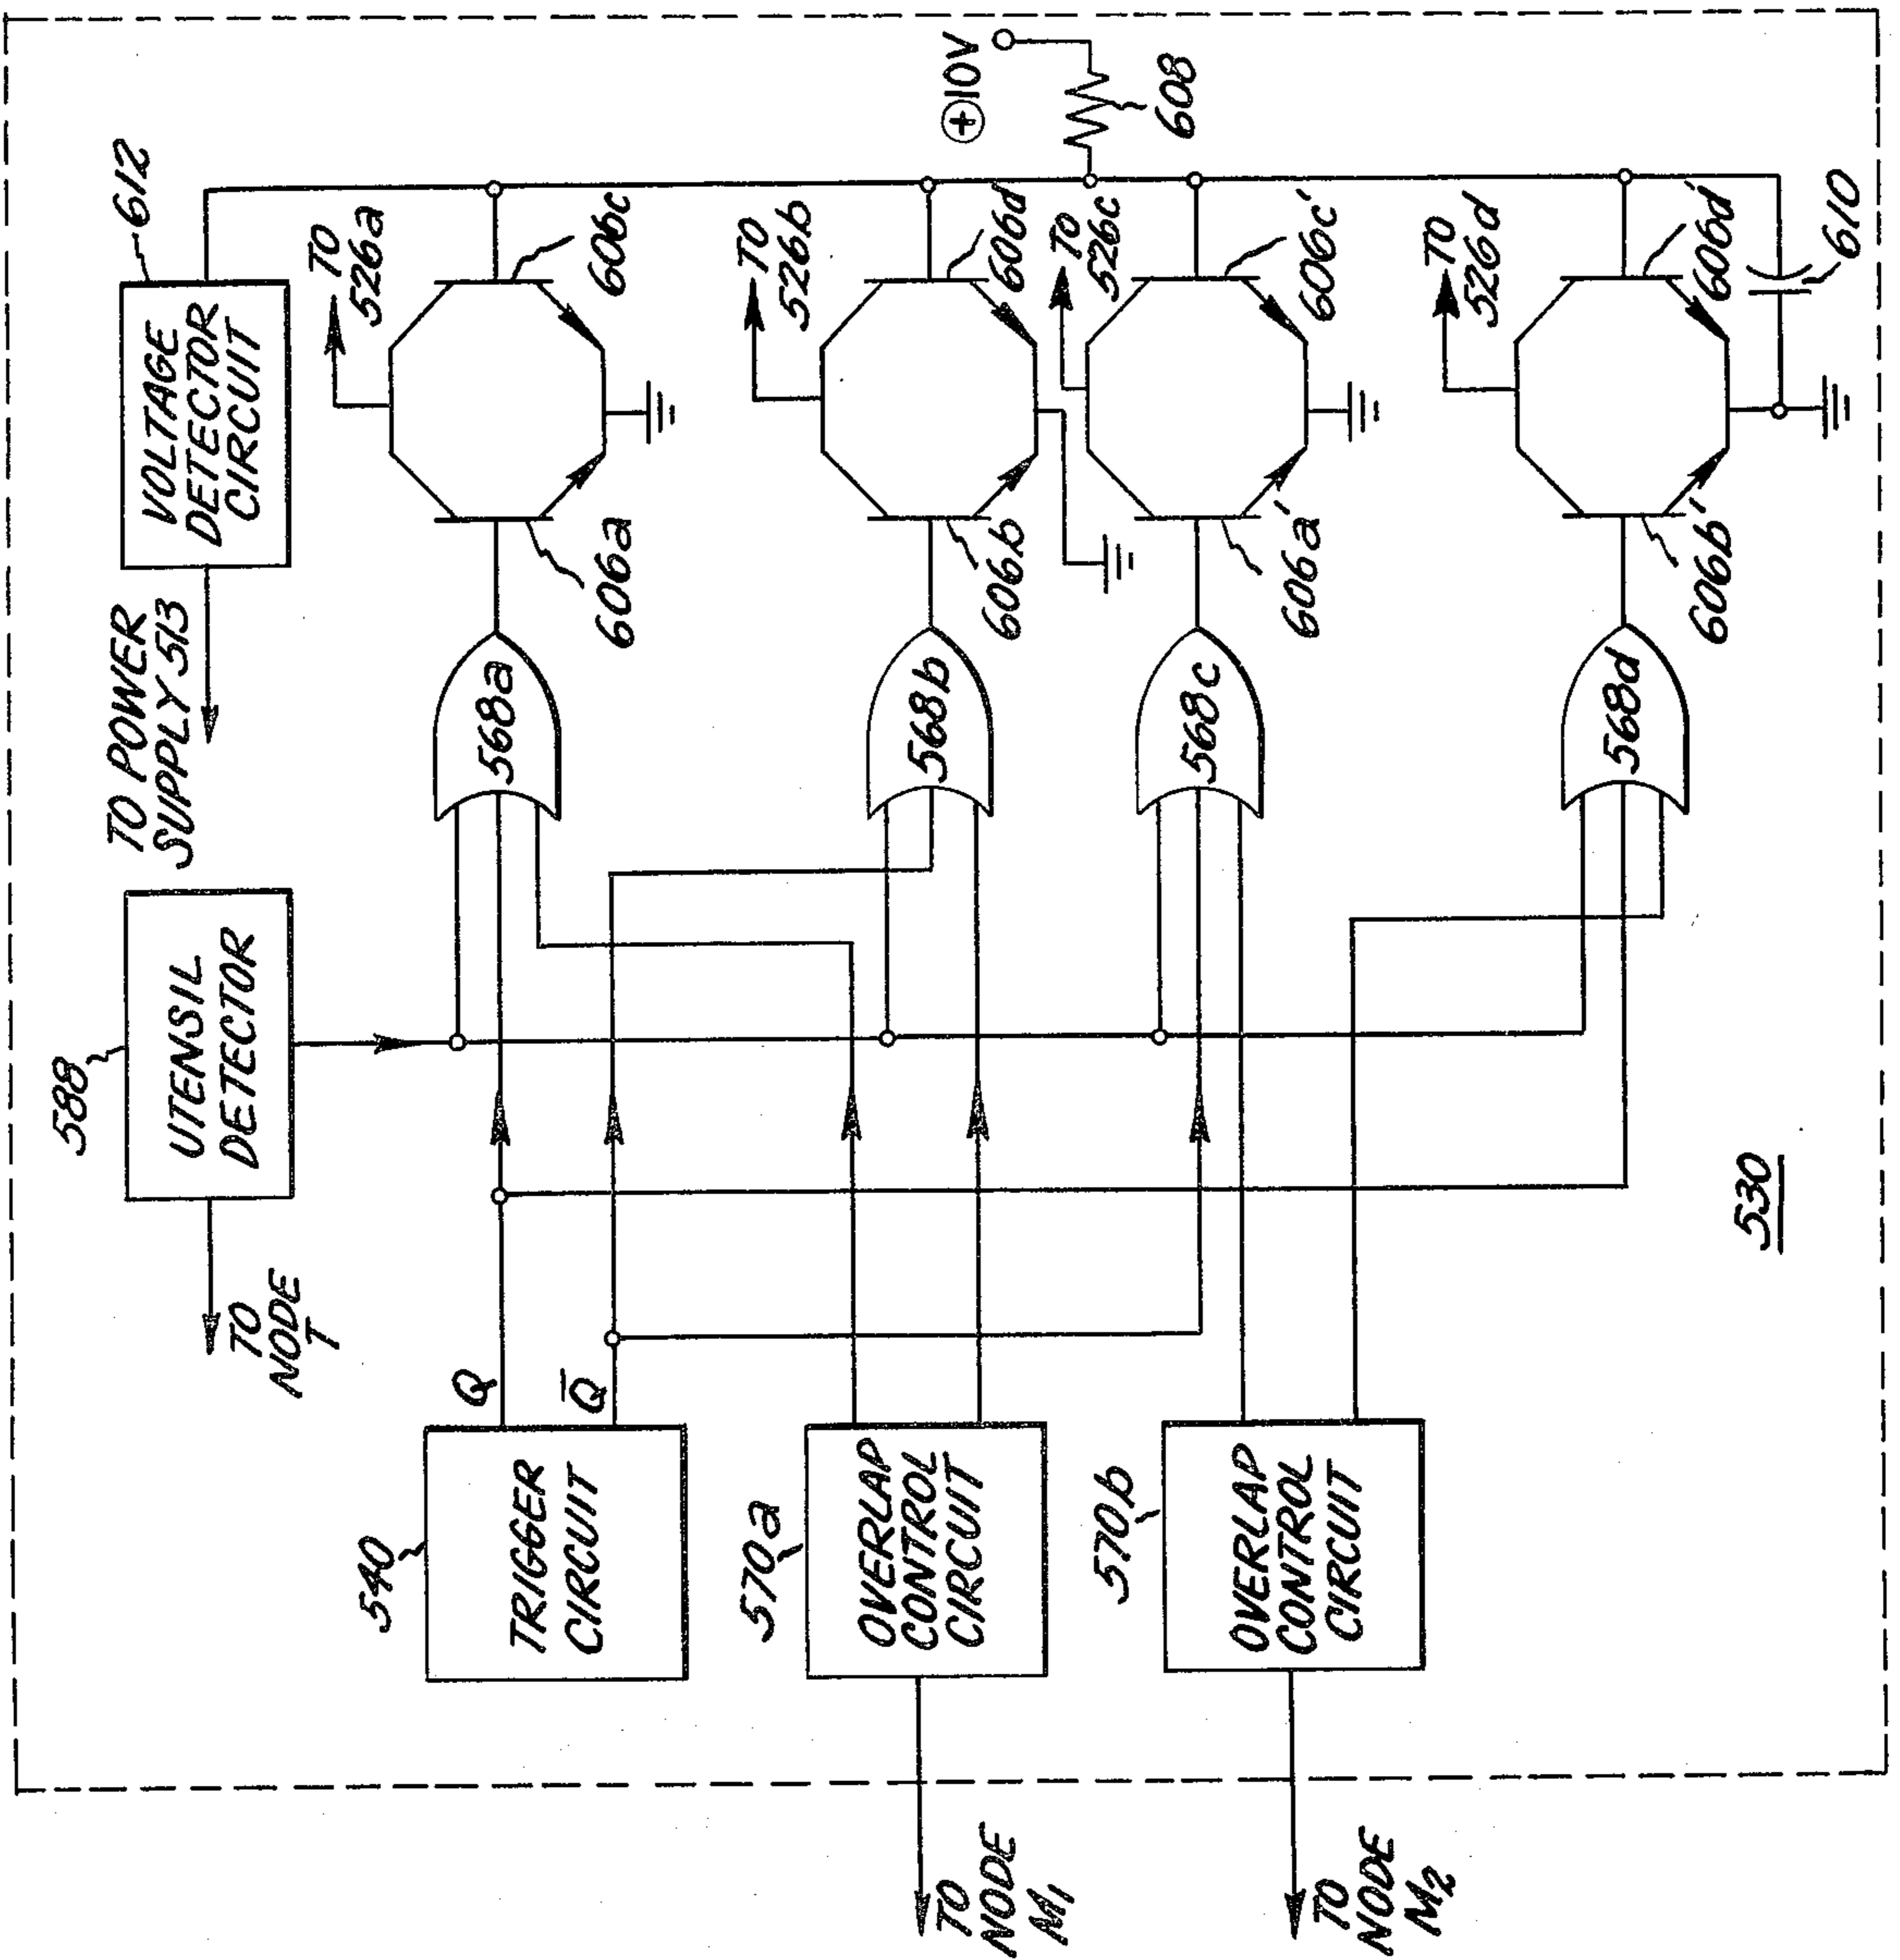 588
UTENSIL
DETECTOR
TO
NODE
T
TO POWER
SUPPLY 513
612
VOLTAGE
DETECTOR
CIRCUIT
540
TRIGGER
CIRCUIT
Q
Q̅
568a
606a
606c
TO
526a
570a
OVERLAP
CONTROL
CIRCUIT
TO
NODE
M1
568b
606b
606d
TO
526b
+10V
608
570b
OVERLAP
CONTROL
CIRCUIT
TO
NODE
M2
568c
606a'
606c'
TO
526c
568d
606b'
606d'
TO
526d
610
530